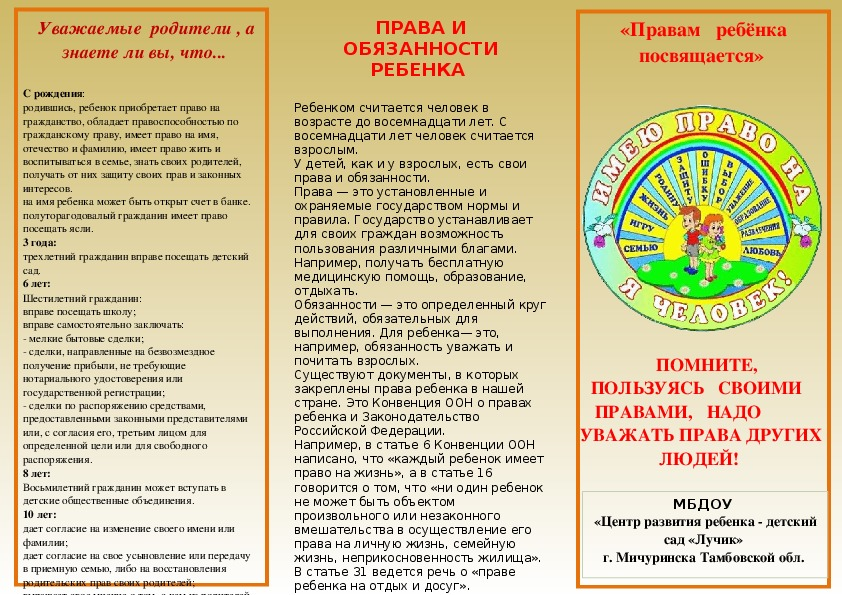 Уважаемые родители , а
знаете ли вы, что...
С рождения:
родившись, ребенок приобретает право на
гражданство, обладает правоспособностью по
гражданскому праву, имеет право на имя,
отечество и фамилию, имеет право жить и
воспитываться в семье, знать своих родителей,
получать от них защиту своих прав и законных
интересов.
на имя ребенка может быть открыт счет в банке.
полуторагодовалый гражданин имеет право
посещать ясли.
3 года:
трехлетний гражданин вправе посещать детский
сад.
6 лет:
Шестилетний гражданин:
вправе посещать школу;
вправе самостоятельно заключать:
- мелкие бытовые сделки;
- сделки, направленные на безвозмездное
получение прибыли, не требующие
нотариального удостоверения или
государственной регистрации;
- сделки по распоряжению средствами,
предоставленными законными представителями
или, с согласия его, третьим лицом для
определенной цели или для свободного
распоряжения.
8 лет:
Восьмилетний гражданин может вступать в
детские общественные объединения.
10 лет:
дает согласие на изменение своего имени или
фамилии;
дает согласие на свое усыновление или передачу
в приемную семью, либо на восстановления
родительских прав своих родителей;
ПРАВА И
ОБЯЗАННОСТИ
РЕБЕНКА
Ребенком считается человек в
возрасте до восемнадцати лет. С
восемнадцати лет человек считается
взрослым.
У детей, как и у взрослых, есть свои
права и обязанности.
Права — это установленные и
охраняемые государством нормы и
правила. Государство устанавливает
для своих граждан возможность
пользования различными благами.
Например, получать бесплатную
медицинскую помощь, образование,
отдыхать.
Обязанности — это определенный круг
действий, обязательных для
выполнения. Для ребенка— это,
например, обязанность уважать и
почитать взрослых.
Существуют документы, в которых
закреплены права ребенка в нашей
стране. Это Конвенция ООН о правах
ребенка и Законодательство
Российской Федерации.
Например, в статье 6 Конвенции ООН
написано, что «каждый ребенок имеет
право на жизнь», а в статье 16
говорится о том, что «ни один ребенок
не может быть объектом
произвольного или незаконного
вмешательства в осуществление его
права на личную жизнь, семейную
жизнь, неприкосновенность жилища».
В статье 31 ведется речь о «праве
ребенка на отдых и досуг».
«Правам ребёнка
посвящается»
ИМЕЮ ПРАВО НА
СЕМЬЮ
ИГРУ
ЖИЗНЬ
РОДИНУ
ЗАЩИТУ
ОШИБКУ
ВЫБОР
УВАЖЕНИЕ
ОБРАЗОВАНИЕ
РАЗВЛЕЧЕНИЯ
ЛЮБОВЬ
Я ЧЕЛОВЕК!
ПОМНИТЕ,
ПОЛЬЗУЯСЬ СВОИМИ
ПРАВАМИ, НАДО
УВАЖАТЬ ПРАВА ДРУГИХ
ЛЮДЕЙ!
МБДОУ
«Центр развития ребенка - детский
сад «Лучик»
г. Мичуринска Тамбовской обл.